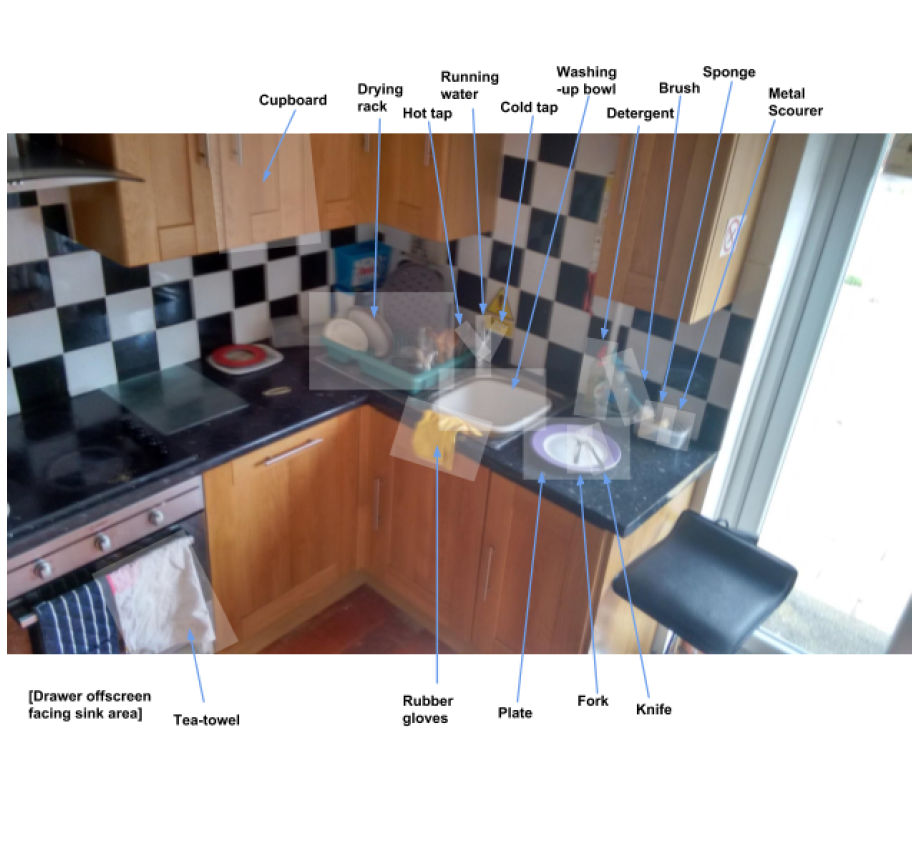 Cupboard
Drying
rack
Hot tap
Running
water
Cold tap
Washing
-up bowl
Detergent
Brush
Sponge
Metal
Scourer
[Drawer offscreen
facing sink area]
Tea-towel
Rubber
gloves
Plate
Fork
Knife